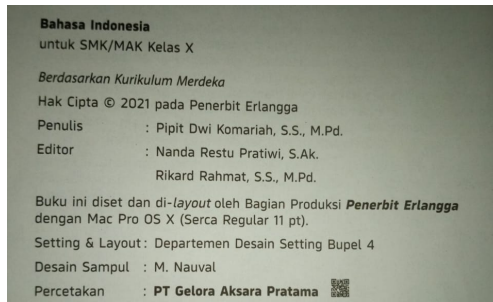 Bahasa Indonesia
untuk SMK/MAK Kelas X
Berdasarkan Kurikulum Merdeka
Hak Cipta © 2021 pada Penerbit Erlangga
Penulis : Pipit Dwi Komariah, S.S., M.Pd.
Editor : Nanda Restu Pratiwi, S.Ak.
Rikard Rahmat, S.S., M.Pd.
Buku ini diset dan di-layout oleh Bagian Produksi Penerbit Erlangga
dengan Mac Pro OS X (Serca Regular 11 pt).
Setting & Layout : Departemen Desain Setting Bupel 4
Desain Sampul : M. Nauval
Percetakan : PT Gelora Aksara Pratama